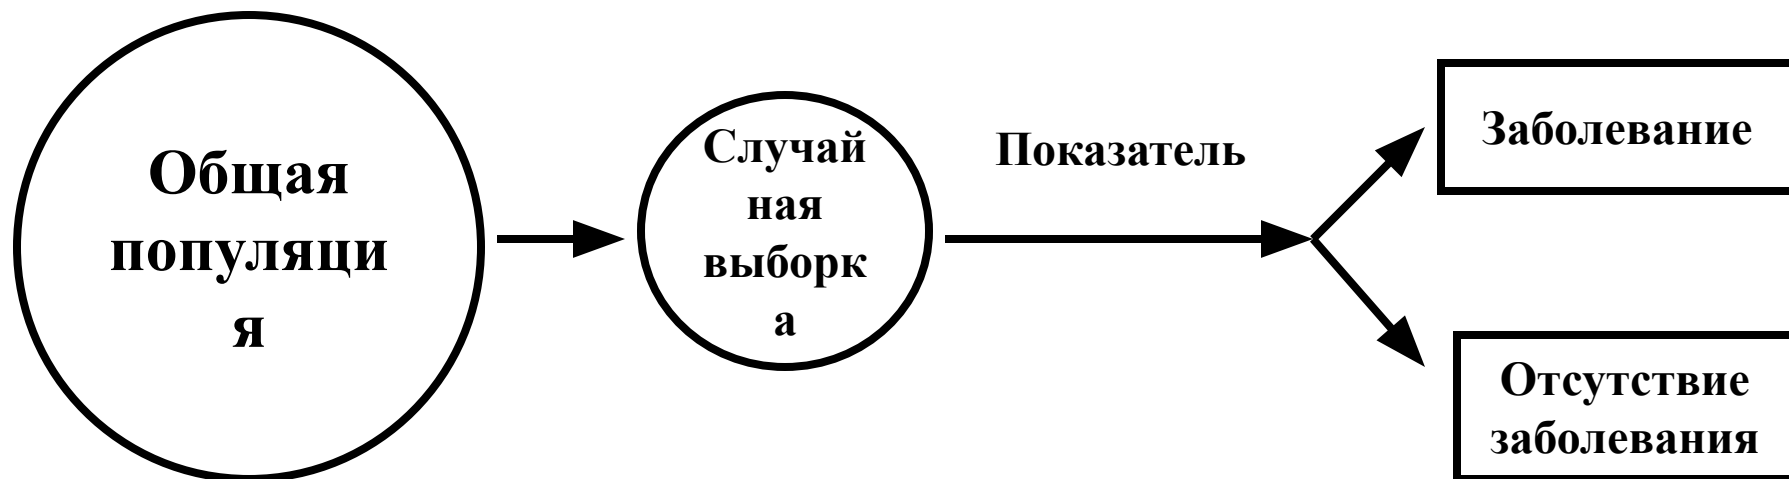 Общая
популяци
я
Случай
ная
выборк
а
Показатель
Заболевание
Отсутствие
заболевания